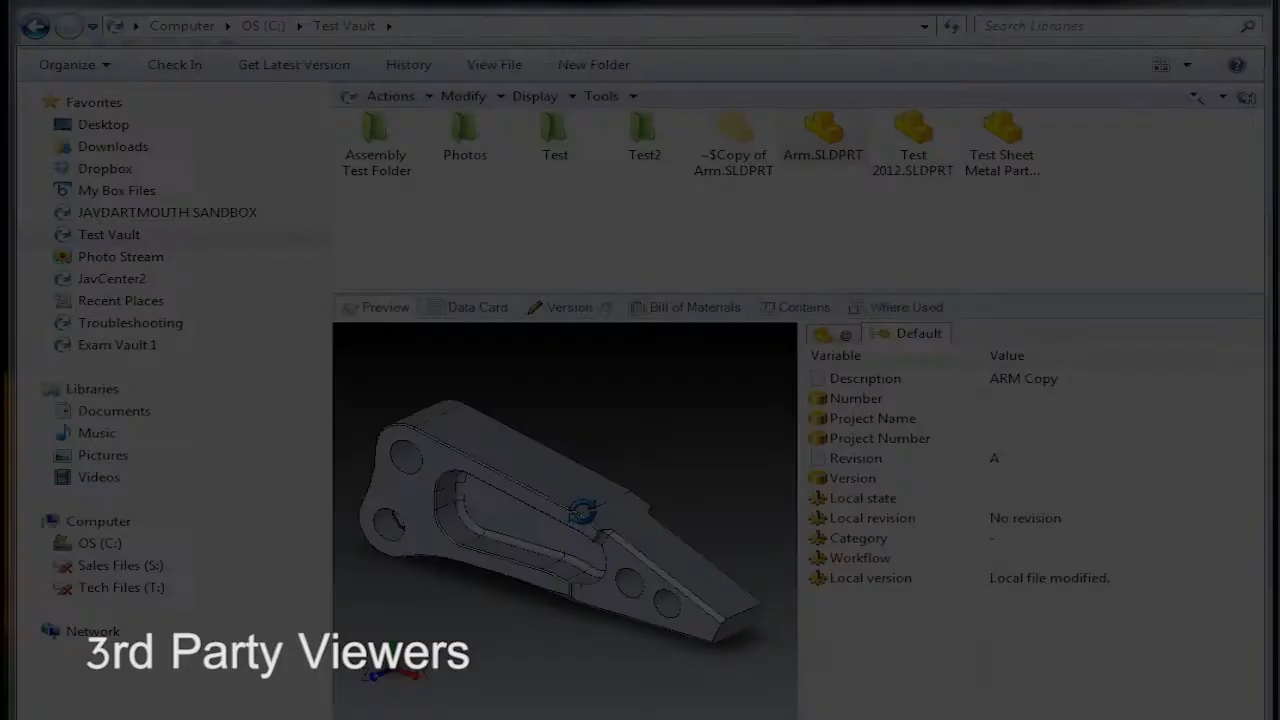 Computer
OS (C:)
Test Vault
Search Libraries
Organize
Check In
Get Latest Version
History
View File
New Folder
Favorites
Desktop
Downloads
Dropbox
My Box Files
JAVDARTMOUTH SANDBOX
Test Vault
Photo Stream
JavCenter2
Recent Places
Troubleshooting
Exam Vault 1
Libraries
Documents
Music
Pictures
Videos
Computer
OS (C:)
Sales Files (S:)
Tech Files (T:)
Network
Actions
Modify
Display
Tools
Assembly
Test Folder
Photos
Test
Test2
~$Copy of
Arm.SLDPRT
Arm.SLDPRT
Test
2012.SLDPRT
Test Sheet
Metal Part...
Preview
Data Card
Version
Bill of Materials
Contains
Where Used
@
Default
Variable Value
Description ARM Copy
Number
Project Name
Project Number
Revision A
Version
Local state
Local revision No revision
Category -
Workflow
Local version Local file modified.
3rd Party Viewers